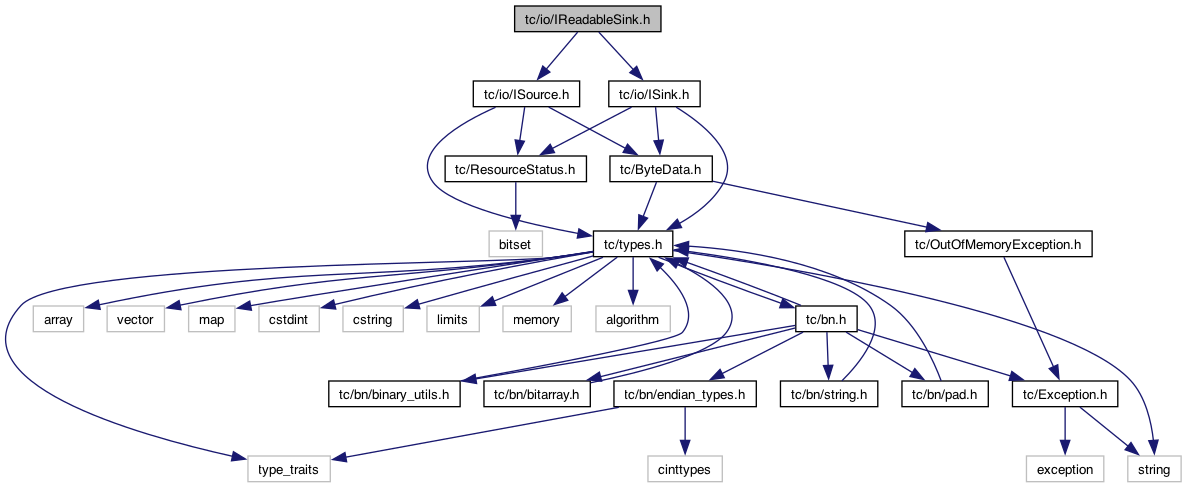 tc/io/IReadableSink.h
tc/io/ISource.h
tc/io/ISink.h
tc/ResourceStatus.h
tc/ByteData.h
bitset
tc/types.h
tc/OutOfMemoryException.h
array
vector
map
cstdint
cstring
limits
memory
algorithm
tc/bn.h
tc/bn/binary_utils.h
tc/bn/bitarray.h
tc/bn/endian_types.h
tc/bn/string.h
tc/bn/pad.h
tc/Exception.h
type_traits
cinttypes
exception
string